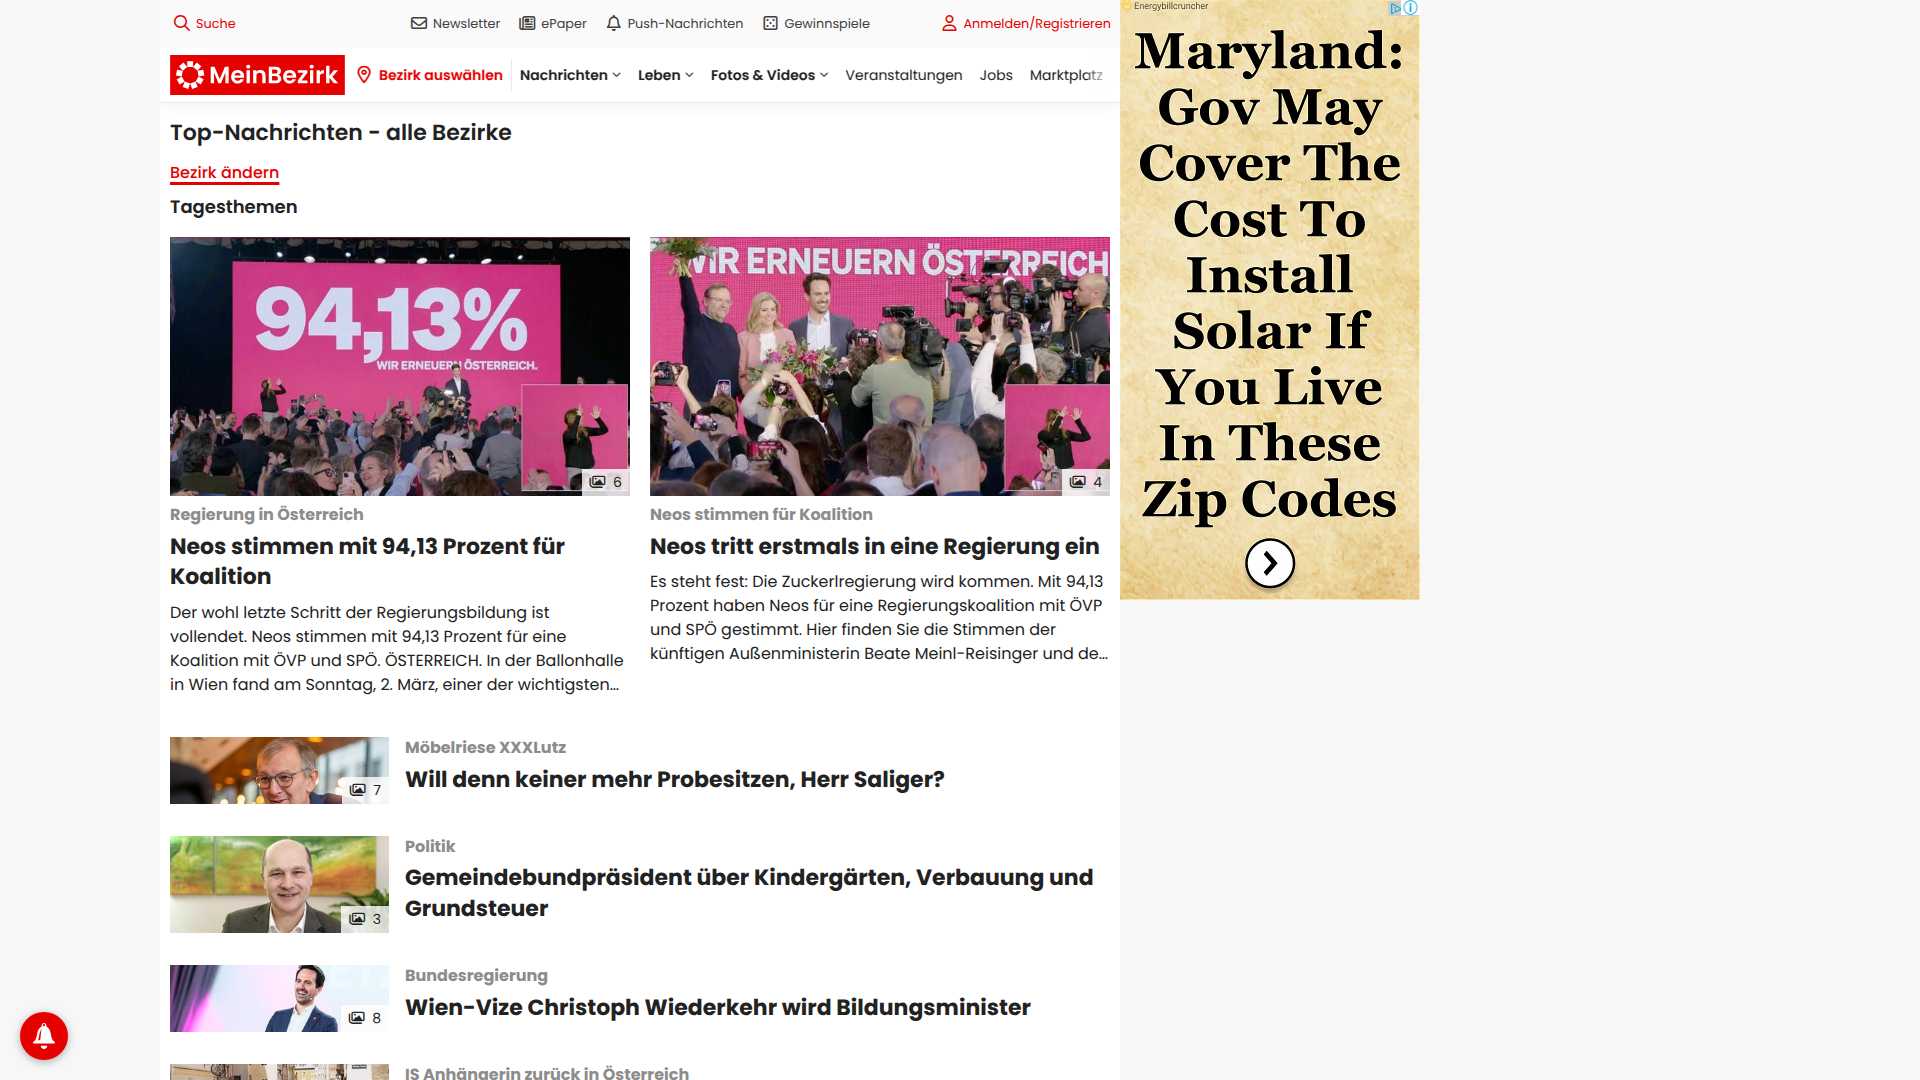 Suche
Newsletter
ePaper
Push-Nachrichten
Gewinnspiele
Anmelden/Registrieren
MeinBezirk
Bezirk auswählen
Nachrichten
Leben
Fotos & Videos
Veranstaltungen
Jobs
Marktplatz
Top-Nachrichten - alle Bezirke
Bezirk ändern
Tagesthemen
94,13%
WIR ERNEUERN ÖSTERREICH.
6
Regierung in Österreich
Neos stimmen mit 94,13 Prozent für
Koalition
Der wohl letzte Schritt der Regierungsbildung ist
vollendet. Neos stimmen mit 94,13 Prozent für eine
Koalition mit ÖVP und SPÖ. ÖSTERREICH. In der Ballonhalle
in Wien fand am Sonntag, 2. März, einer der wichtigsten...
WIR ERNEUERN ÖSTERREICH
4
Neos stimmen für Koalition
Neos tritt erstmals in eine Regierung ein
Es steht fest: Die Zuckerlregierung wird kommen. Mit 94,13
Prozent haben Neos für eine Regierungskoalition mit ÖVP
und SPÖ gestimmt. Hier finden Sie die Stimmen der
künftigen Außenministerin Beate Meinl-Reisinger und de...
7
Möbelriese XXXLutz
Will denn keiner mehr Probesitzen, Herr Saliger?
3
Politik
Gemeindebundpräsident über Kindergärten, Verbauung und
Grundsteuer
8
Bundesregierung
Wien-Vize Christoph Wiederkehr wird Bildungsminister
IS Anhängerin zurück in Österreich
Energybillcruncher
Maryland:
Gov May
Cover The
Cost To
Install
Solar If
You Live
In These
Zip Codes